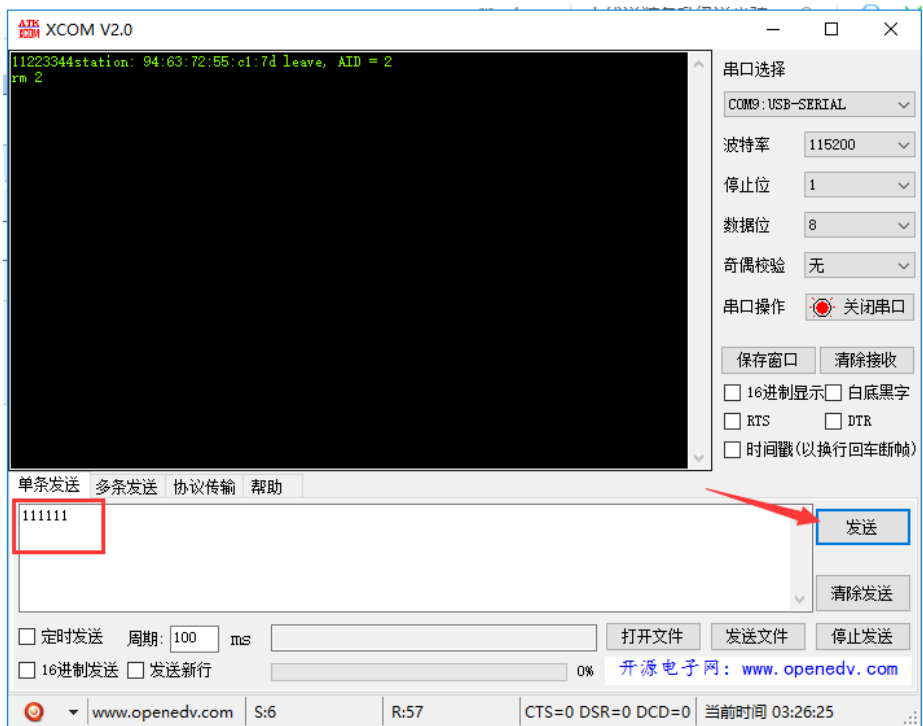 ATK XCOM XCOM V2.0
11223344station: 94:63:72:55:c1:7d leave, AID = 2
rm 2
串口选择
COM9:USB-SERIAL
波特率 115200
停止位 1
数据位 8
奇偶校验 无
串口操作 关闭串口
保存窗口 清除接收
16进制显示 白底黑字
RTS DTR
时间戳(以换行回车断帧)
单条发送 多条发送 协议传输 帮助
111111
发送
清除发送
定时发送 周期: 100 ms 打开文件 发送文件 停止发送
16进制发送 发送新行 0% 开源电子网: www.openedv.com
www.openedv.com S:6 R:57 CTS=0 DSR=0 DCD=0 当前时间 03:26:25